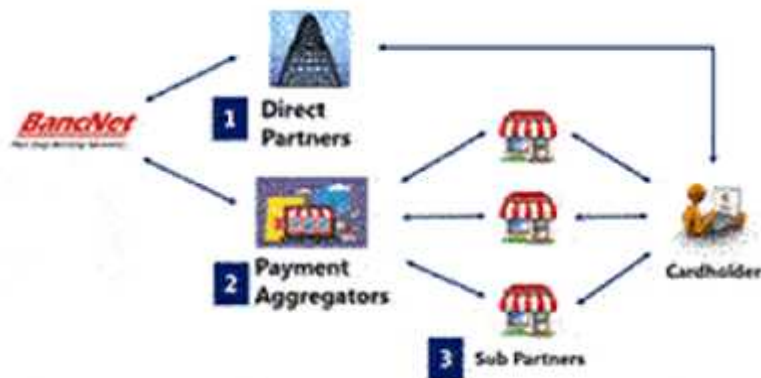 BancNet
1 Direct
Partners
2 Payment
Aggregators
Cardholder
3 Sub Partners